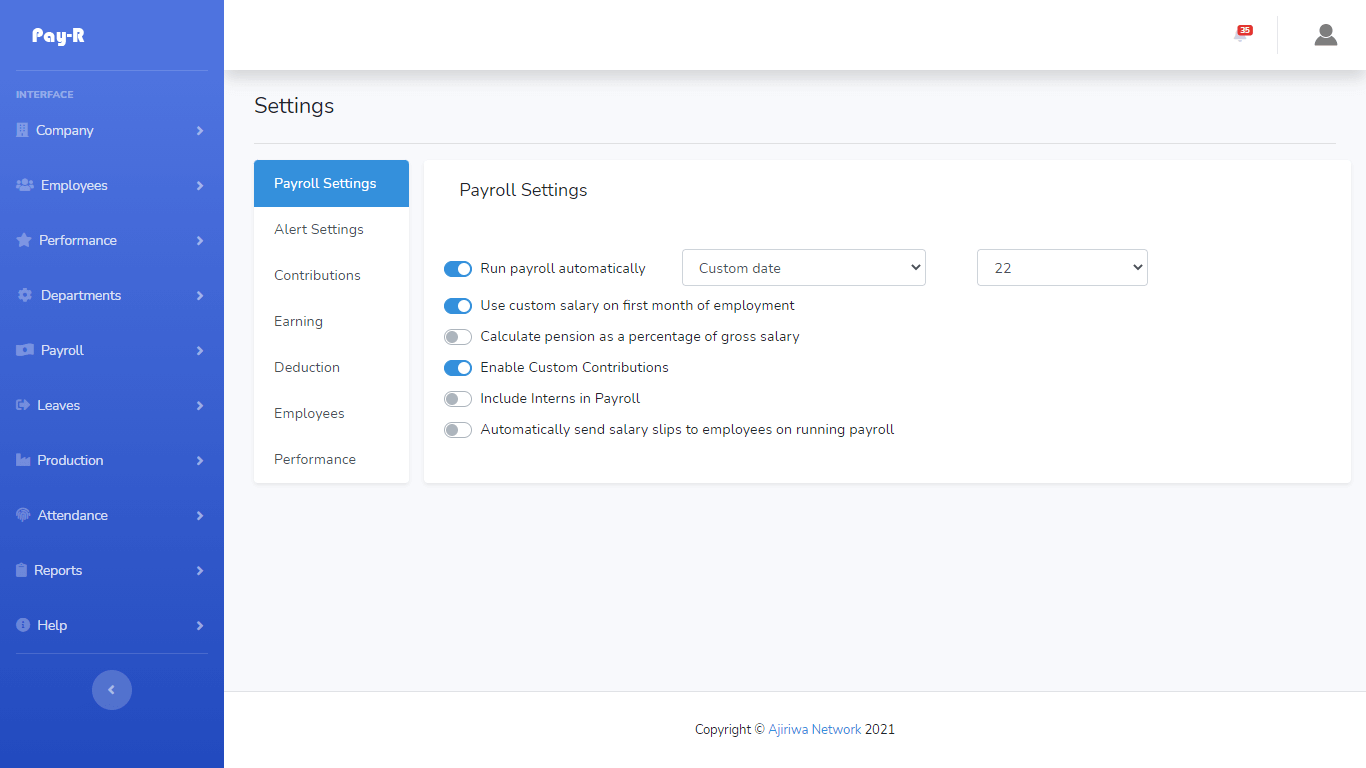 Pay-R
35
INTERFACE
Company
Employees
Performance
Departments
Payroll
Leaves
Production
Attendance
Reports
Help
Settings
Payroll Settings
Alert Settings
Contributions
Earning
Deduction
Employees
Performance
Payroll Settings
Run payroll automatically Custom date 22
Use custom salary on first month of employment
Calculate pension as a percentage of gross salary
Enable Custom Contributions
Include Interns in Payroll
Automatically send salary slips to employees on running payroll
Copyright © Ajiriwa Network 2021